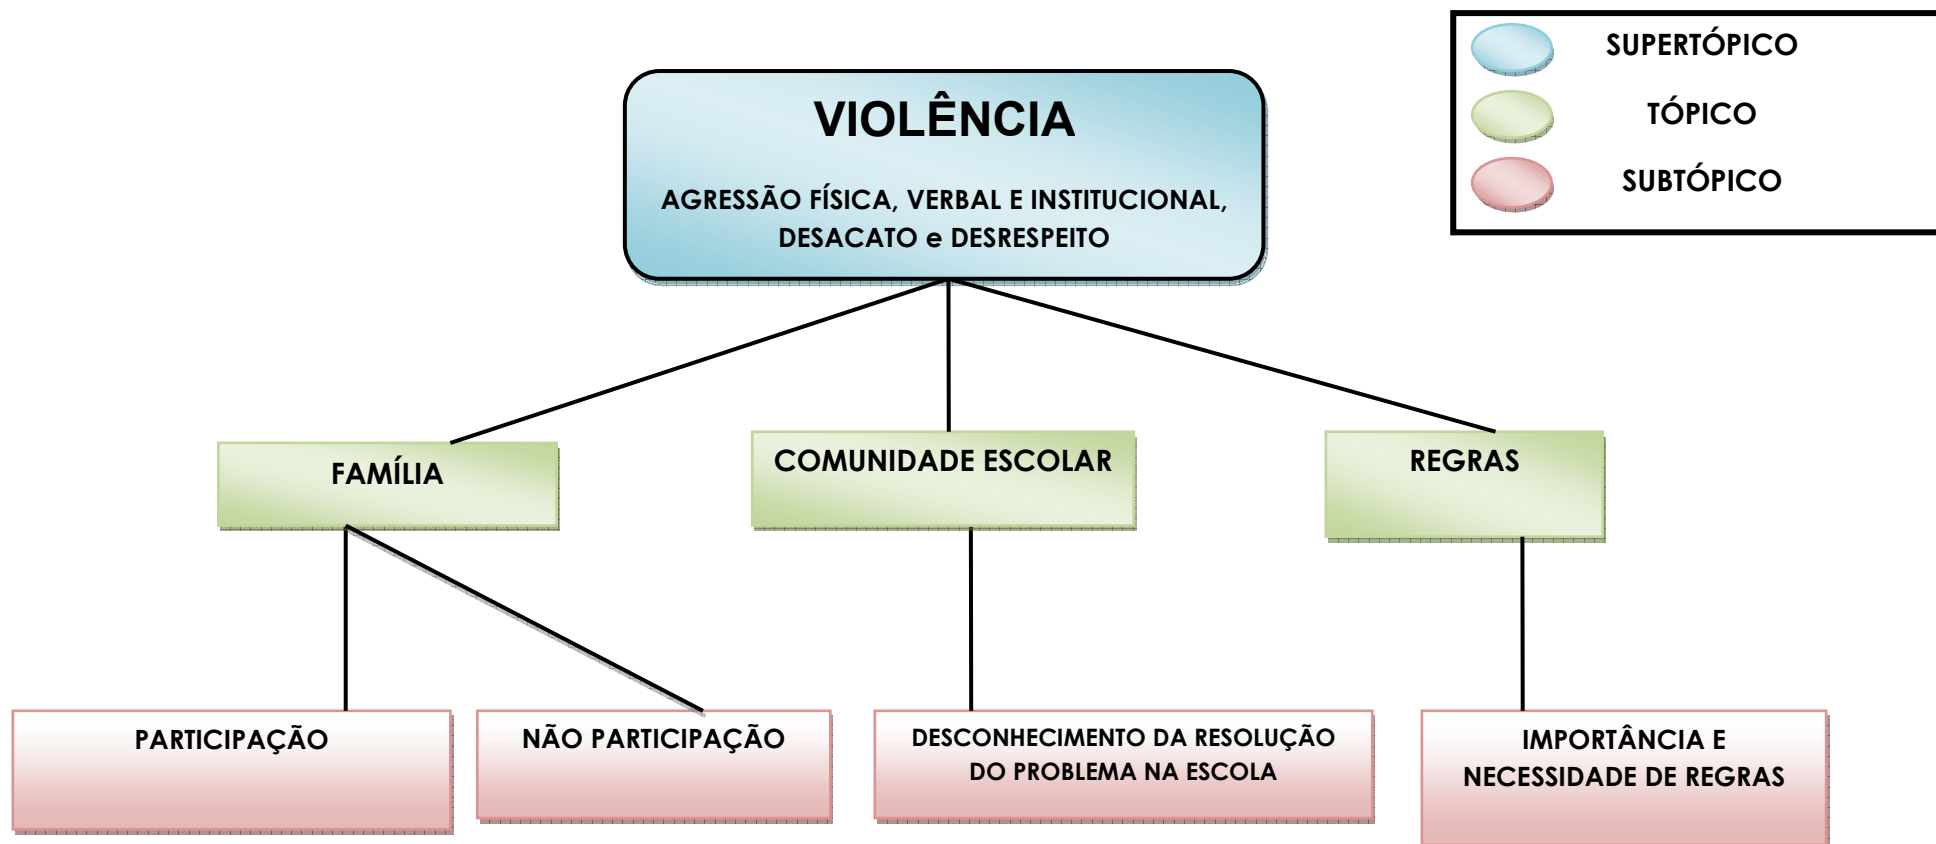 SUPERTÓPICO
TÓPICO
SUBTÓPICO
VIOLÊNCIA
AGRESSÃO FÍSICA, VERBAL E INSTITUCIONAL,
DESACATO e DESRESPEITO
FAMÍLIA
COMUNIDADE ESCOLAR
REGRAS
PARTICIPAÇÃO
NÃO PARTICIPAÇÃO
DESCONHECIMENTO DA RESOLUÇÃO
DO PROBLEMA NA ESCOLA
IMPORTÂNCIA E
NECESSIDADE DE REGRAS